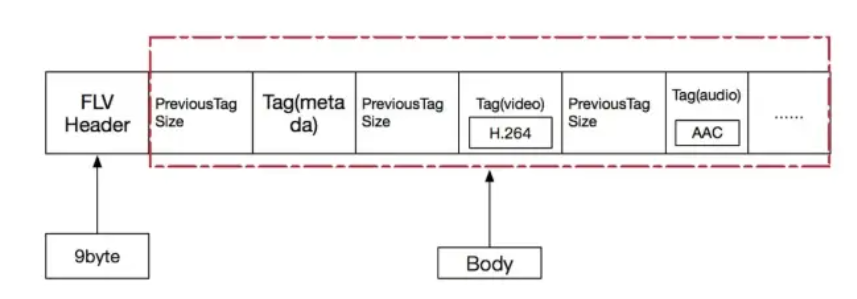 FLV
Header
PreviousTag
Size
Tag(meta
da)
PreviousTag
Size
Tag(video)
H.264
PreviousTag
Size
Tag(audio)
AAC
......
9byte
Body